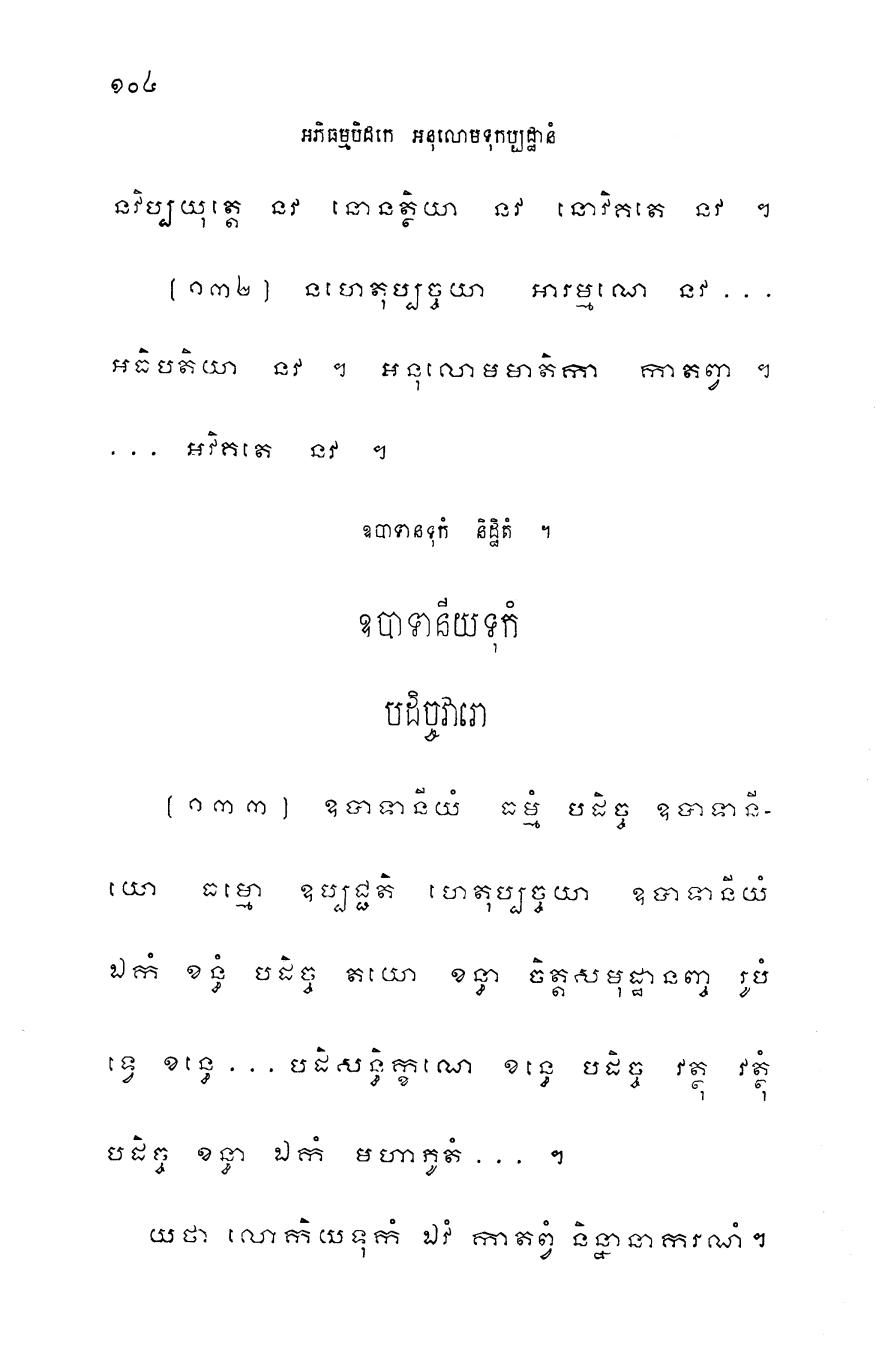 ១០៤
អភិធម្មបិដកេ អនុលោមទុកប្បដ្ឋានំ
នវិប្បយុត្តេ នវ នោនត្ថិយា នវ នោវិគតេ នវ ។
(១៣២) នហេតុប្បច្ចយា អារម្មណេ នវ...
អធិបតិយា នវ ។ អនុលោមមាតិកា កាតព្វា ។
... អវិគតេ នវ ។
ឧបាទានទុកំ និដ្ឋិតំ ។
ឧបាទានីយទុកំ
បដិច្ចវារោ
(១៣៣) ឧបាទានីយំ ធម្មំ បដិច្ច ឧបាទានី-
យោ ធម្មោ ឧប្បជ្ជតិ ហេតុប្បច្ចយា ឧបាទានីយំ
ឯកំ ខន្ធំ បដិច្ច តយោ ខន្ធា ចិត្តសមុដ្ឋានញ្ច រូបំ
ទ្វេ ខន្ធេ... បដិសន្ធិក្ខណេ ខន្ធេ បដិច្ច វត្ថុ វត្ថុំ
បដិច្ច ខន្ធា ឯកំ មហាភូតំ... ។
យថា លោកិយទុកំ ឯវំ កាតព្វំ និន្នានាករណំ។